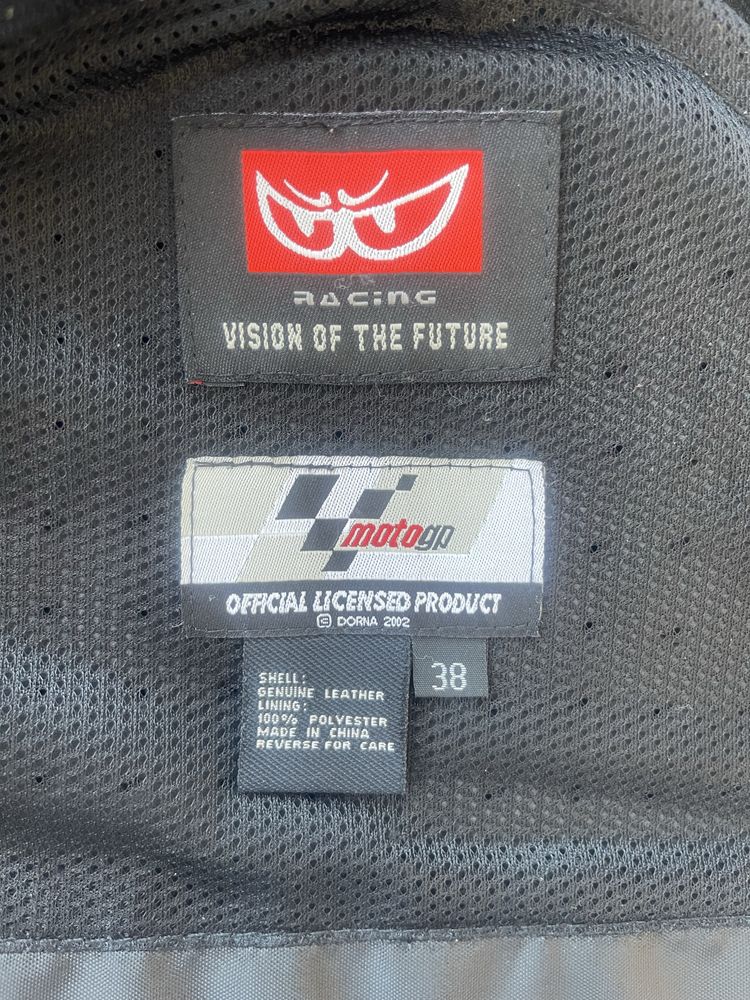 RACING
VISION OF THE FUTURE
motogp
OFFICIAL LICENSED PRODUCT
© DORNA 2002
38
SHELL:
GENUINE LEATHER
LINING:
100% POLYESTER
MADE IN CHINA
REVERSE FOR CARE